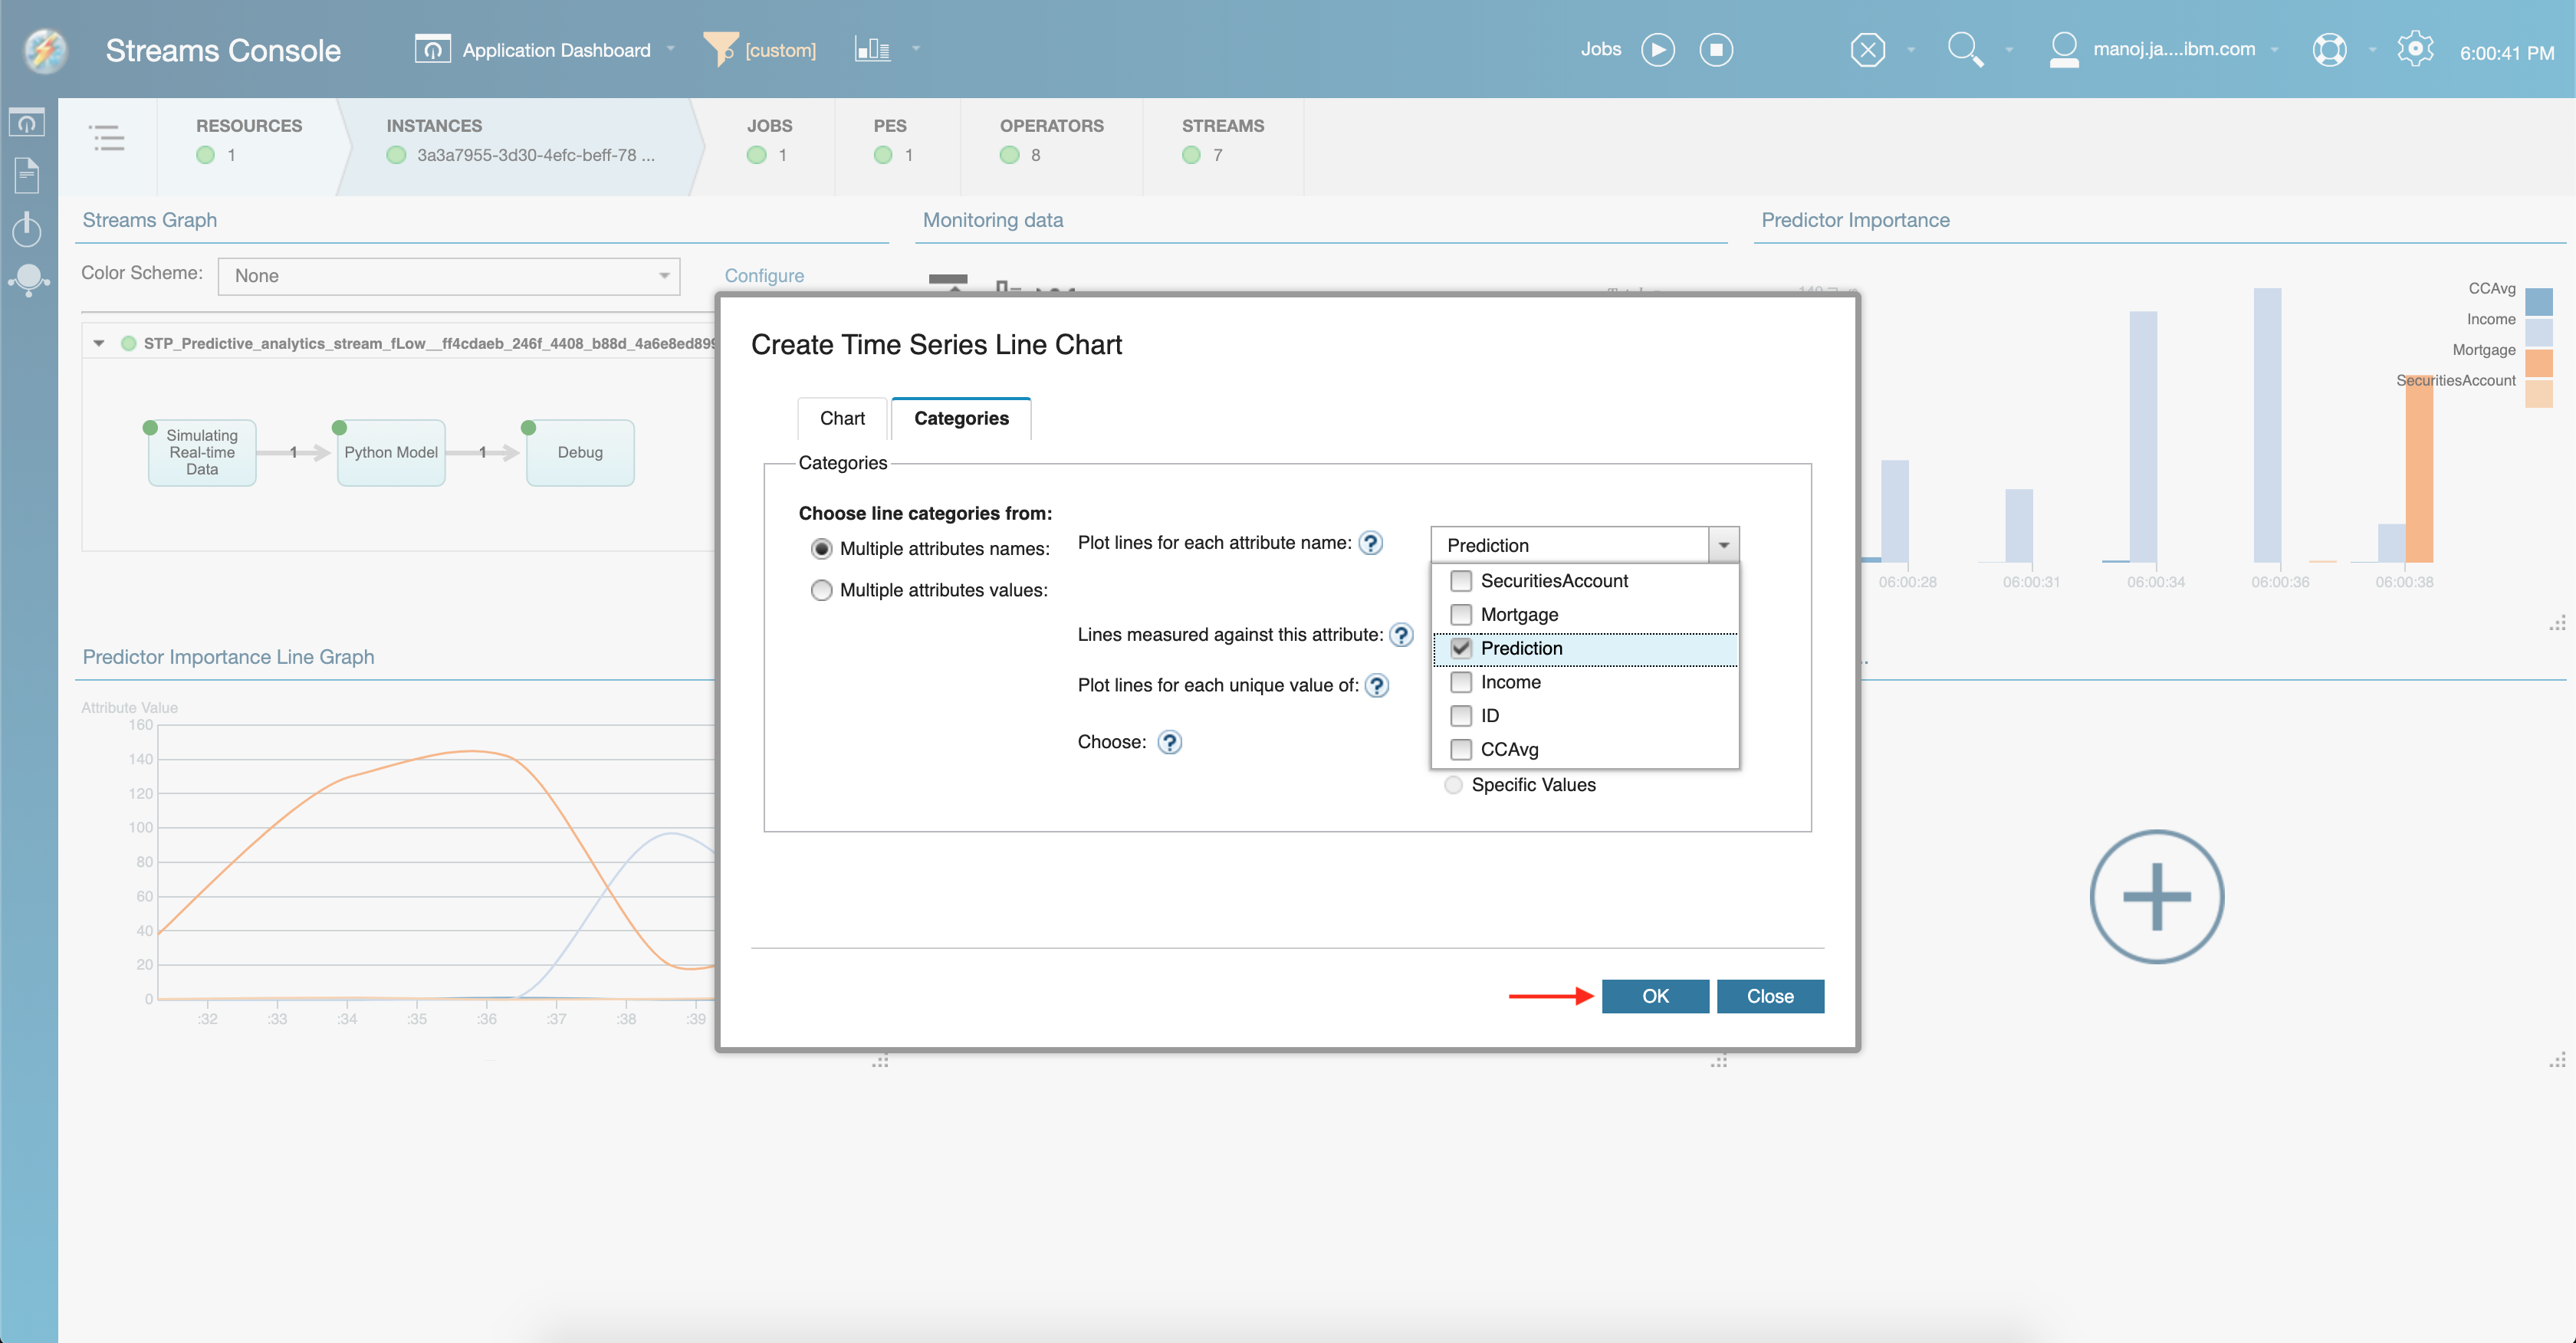 Streams Console
Application Dashboard
[custom]
Jobs
manoj.ja....ibm.com
6:00:41 PM
RESOURCES
1
INSTANCES
3a3a7955-3d30-4efc-beff-78 ...
JOBS
1
PES
1
OPERATORS
8
STREAMS
7
Streams Graph
Color Scheme:
None
Configure
STP_Predictive_analytics_stream_fLow__ff4cdaeb_246f_4408_b88d_4a6e8ed899
Simulating
Real-time
Data
1
Python Model
1
Debug
Monitoring data
Predictor Importance
CCAvg
Income
Mortgage
SecuritiesAccount
06:00:28
06:00:31
06:00:34
06:00:36
06:00:38
Predictor Importance Line Graph
Attribute Value
160
140
120
100
80
60
40
20
0
:32
:33
:34
:35
:36
:37
:38
:39
Create Time Series Line Chart
Chart
Categories
Categories
Choose line categories from:
Multiple attributes names:
Multiple attributes values:
Plot lines for each attribute name:
Prediction
SecuritiesAccount
Mortgage
Prediction
Income
ID
CCAvg
Lines measured against this attribute:
Plot lines for each unique value of:
Choose:
Specific Values
OK
Close